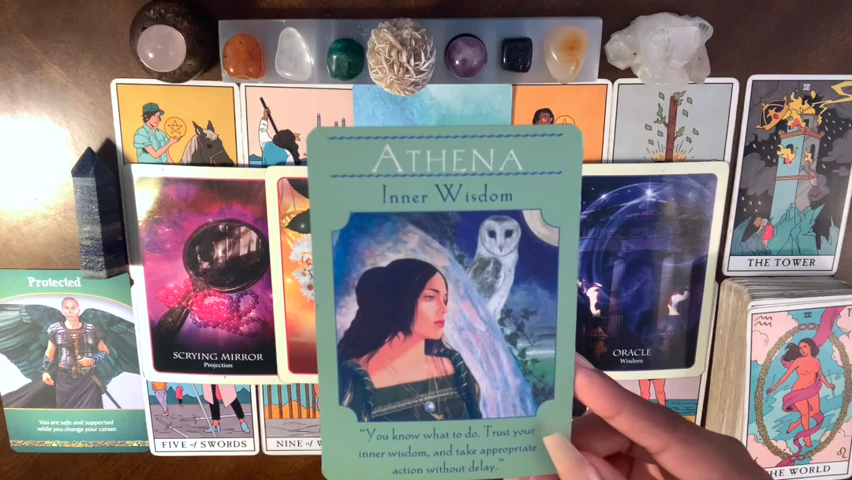 ATHENA
Inner Wisdom
"You know what to do. Trust your
inner wisdom, and take appropriate
action without delay."
SCRYING MIRROR
Projection
ORACLE
Wisdom
THE TOWER
Protected
You are safe and supported
while you change your career.
FIVE OF SWORDS
NINE OF
THE WORLD